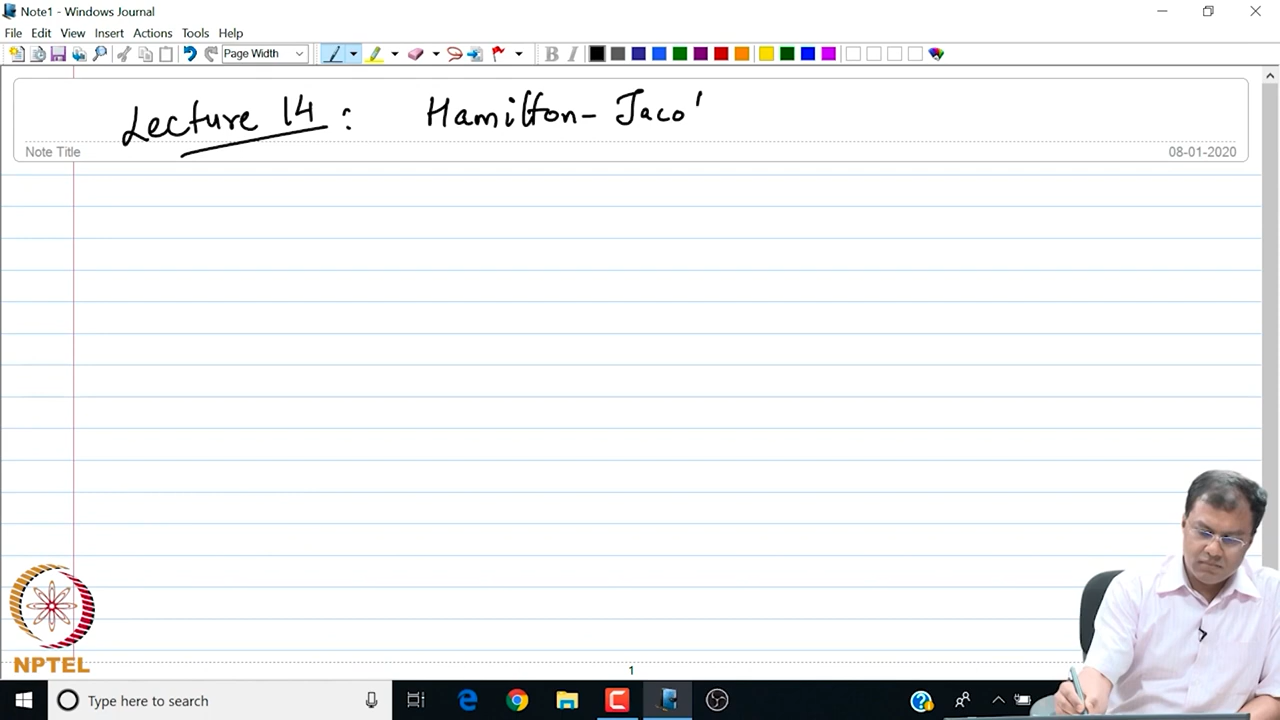 Note1 - Windows Journal
File Edit View Insert Actions Tools Help
Page Width
B I
Lecture 14 : Hamilton- Jaco'
Note Title
08-01-2020
NPTEL
1
Type here to search